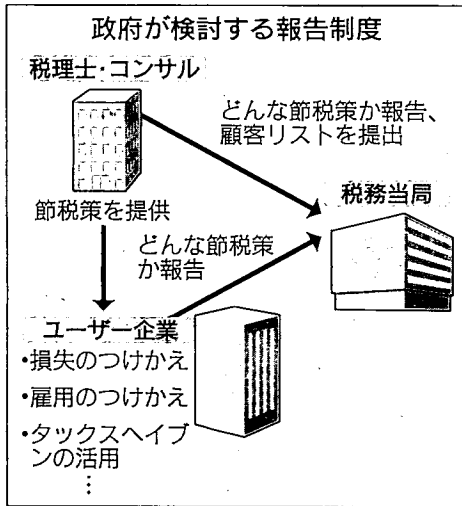 政府が検討する報告制度
税理士・コンサル
どんな節税策か報告、
顧客リストを提出
税務当局
節税策を提供
どんな節税策
か報告
ユーザー企業
・損失のつけかえ
・雇用のつけかえ
・タックスヘイブ
ンの活用
⋮